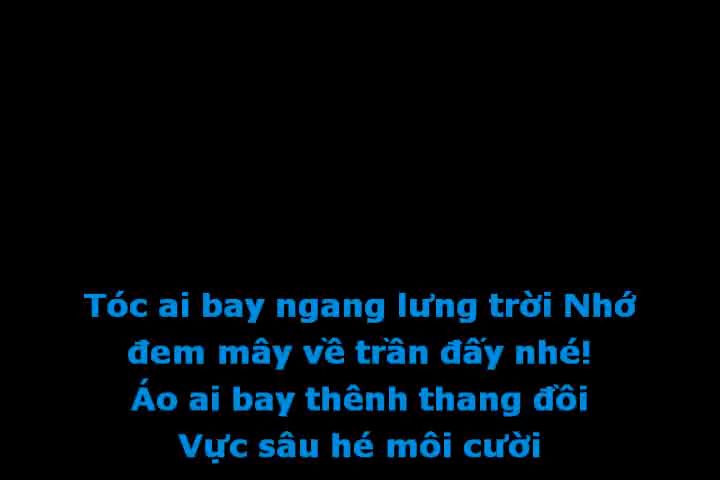 Tóc ai bay ngang lưng trời Nhớ
đem mây về trần đấy nhé!
Áo ai bay thênh thang đồi
Vực sâu hé môi cười